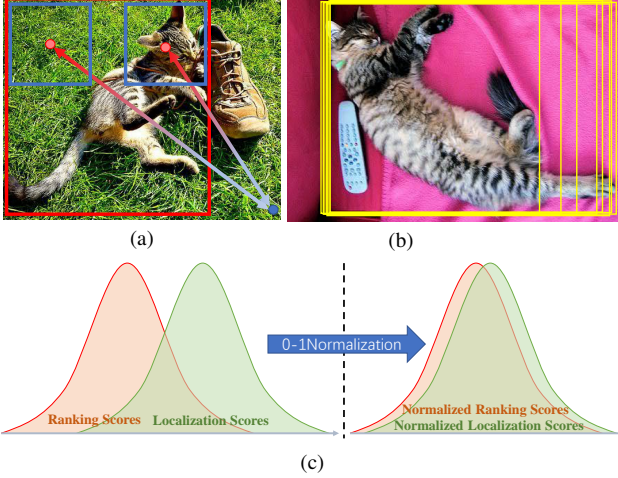 (a)
(b)
0-1Normalization
Ranking Scores
Localization Scores
Normalized Ranking Scores
Normalized Localization Scores
(c)